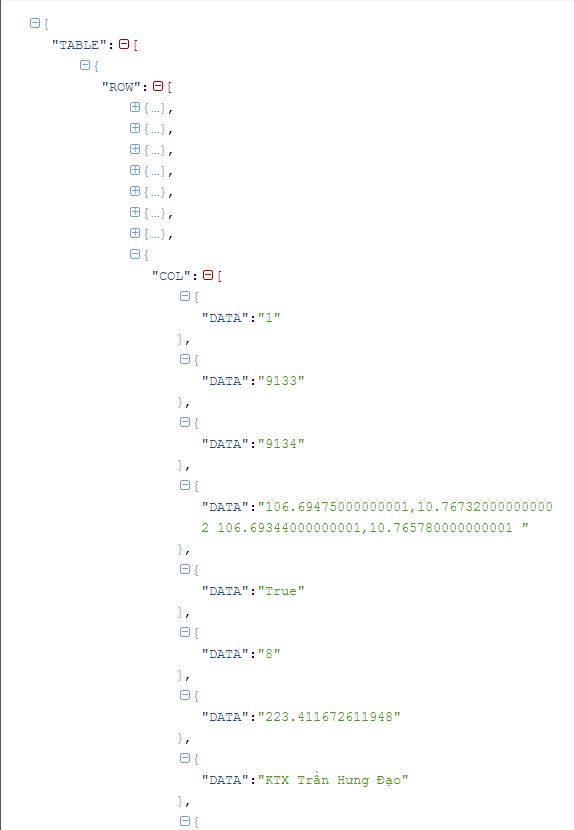 {
"TABLE":[
{
"ROW":[
{…},
{…},
{…},
{…},
{…},
{…},
{…},
{
"COL":[
{
"DATA":"1"
},
{
"DATA":"9133"
},
{
"DATA":"9134"
},
{
"DATA":"106.69475000000001,10.76732000000000
2 106.69344000000001,10.765780000000001 "
},
{
"DATA":"True"
},
{
"DATA":"8"
},
{
"DATA":"223.411672611948"
},
{
"DATA":"KTX Trần Hưng Đạo"
},
{